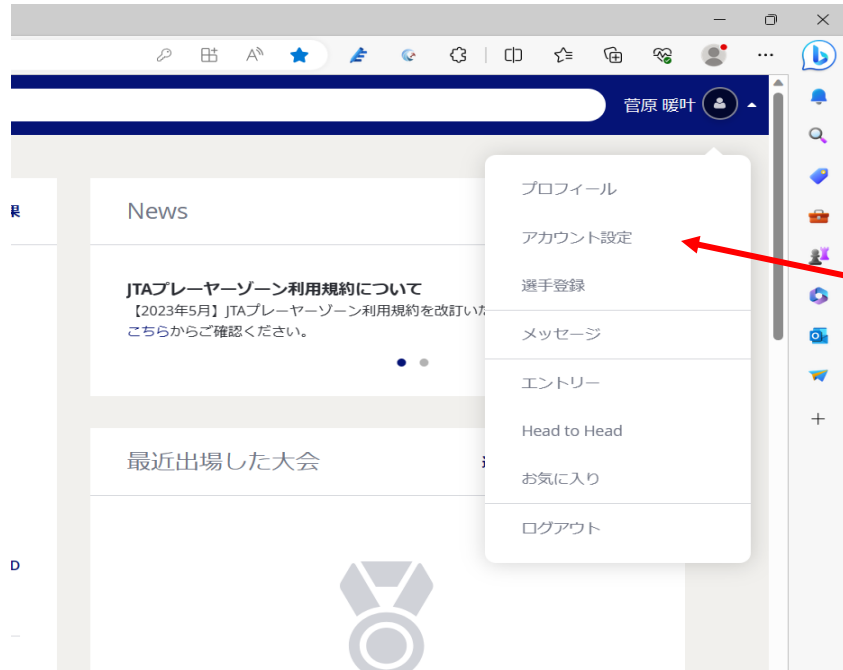 菅原 暖叶
プロフィール
アカウント設定
選手登録
メッセージ
エントリー
Head to Head
お気に入り
ログアウト
果
News
JTAプレーヤーゾーン利用規約について
【2023年5月】JTAプレーヤーゾーン利用規約を改訂いた
こちらからご確認ください。
最近出場した大会
D